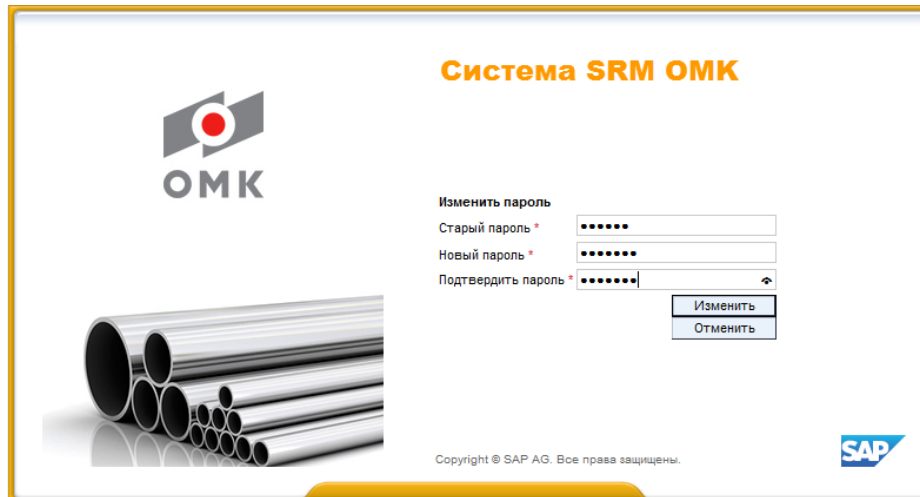 Система SRM ОМК
ОМК
Изменить пароль
Старый пароль * ••••••
Новый пароль * •••••••
Подтвердить пароль * •••••••
Изменить
Отменить
Copyright © SAP AG. Все права защищены.
SAP